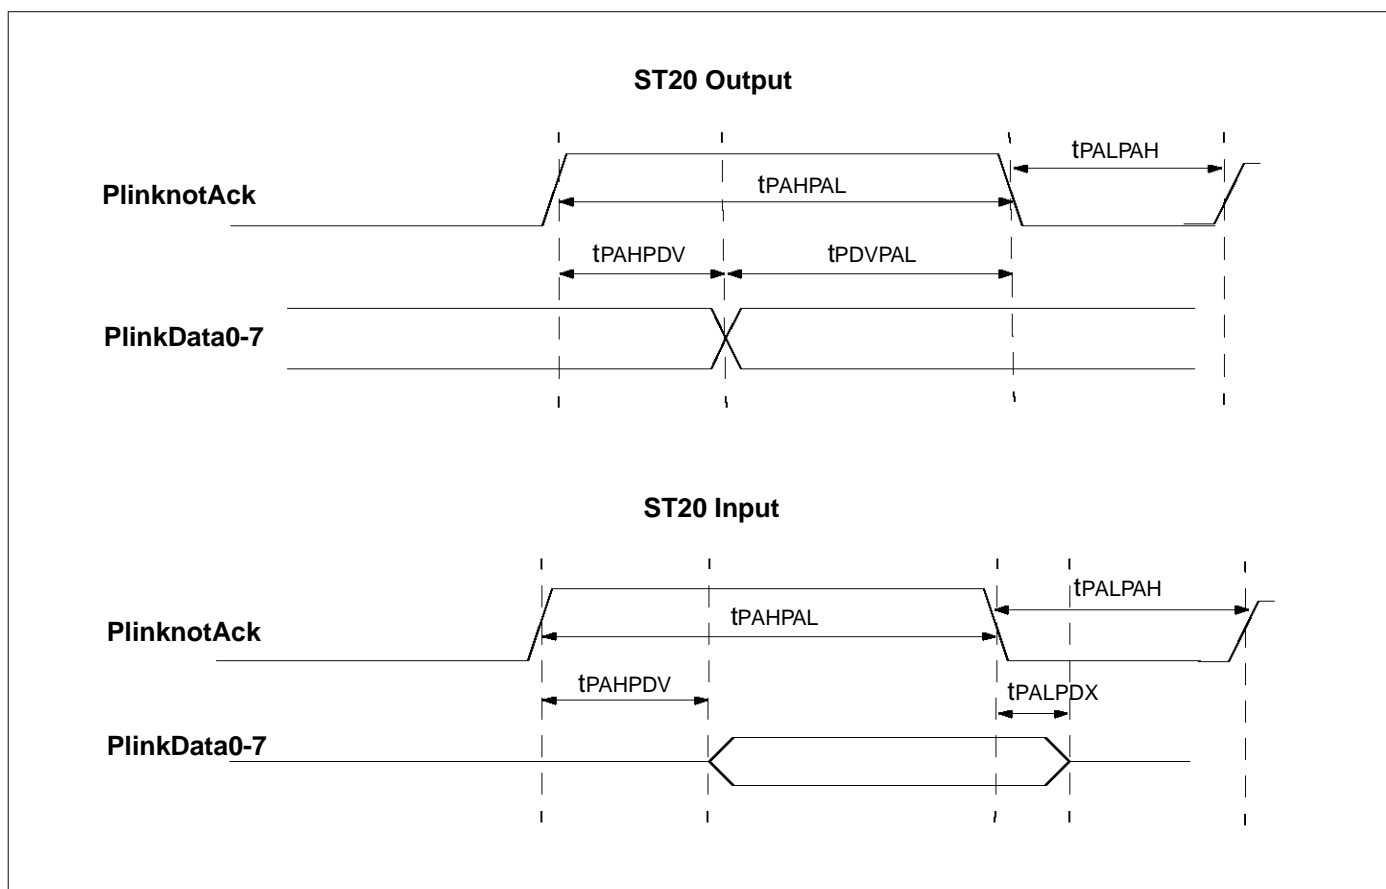 ST20 Output
tPALPAH
PlinknotAck
tPAHPAL
tPAHPDV
tPDVPAL
PlinkData0-7
ST20 Input
tPALPAH
PlinknotAck
tPAHPAL
tPAHPDV
tPALPDX
PlinkData0-7